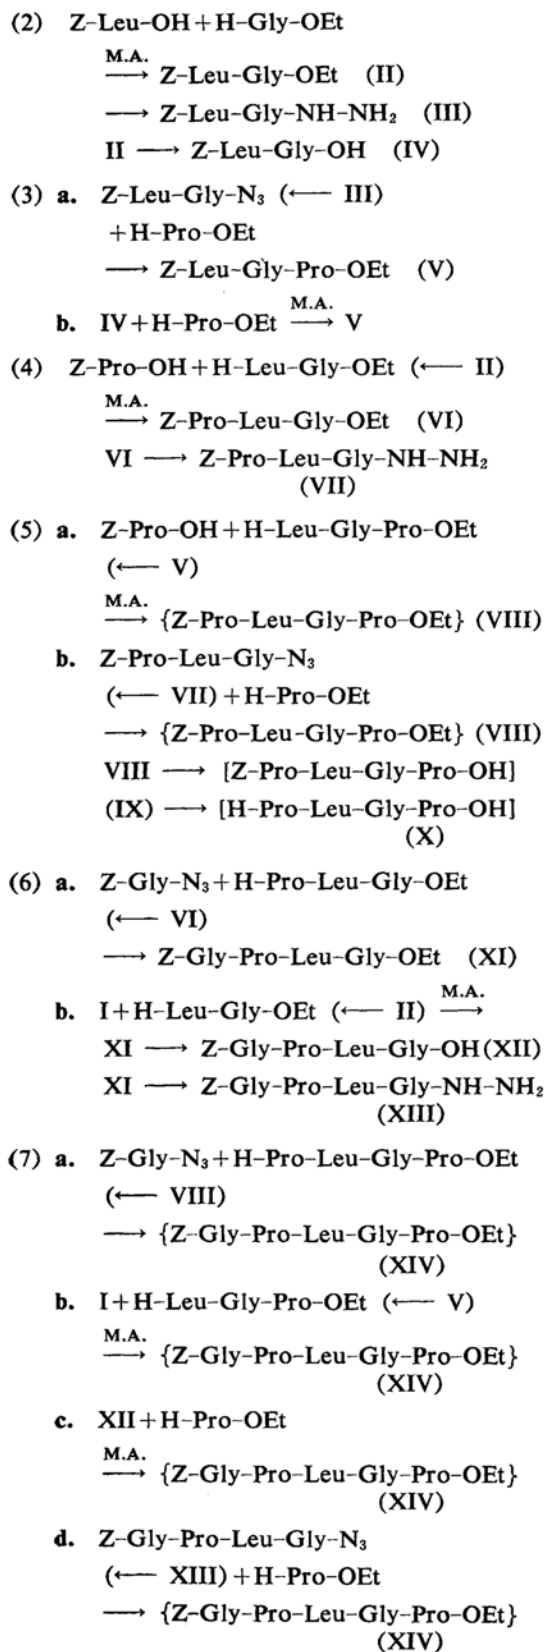 (2) Z–Leu–OH+H–Gly–OEt
M.A.
⟶ Z–Leu–Gly–OEt (II)
⟶ Z–Leu–Gly–NH–NH₂ (III)
II ⟶ Z–Leu–Gly–OH (IV)
(3) a. Z–Leu–Gly–N₃ (⟵ III)
+H–Pro–OEt
⟶ Z–Leu–Gly–Pro–OEt (V)
b. IV+H–Pro–OEt M.A. ⟶ V
(4) Z–Pro–OH+H–Leu–Gly–OEt (⟵ II)
M.A.
⟶ Z–Pro–Leu–Gly–OEt (VI)
VI ⟶ Z–Pro–Leu–Gly–NH–NH₂
(VII)
(5) a. Z–Pro–OH+H–Leu–Gly–Pro–OEt
(⟵ V)
M.A.
⟶ {Z–Pro–Leu–Gly–Pro–OEt} (VIII)
b. Z–Pro–Leu–Gly–N₃
(⟵ VII)+H–Pro–OEt
⟶ {Z–Pro–Leu–Gly–Pro–OEt} (VIII)
VIII ⟶ [Z–Pro–Leu–Gly–Pro–OH]
(IX) ⟶ [H–Pro–Leu–Gly–Pro–OH]
(X)
(6) a. Z–Gly–N₃+H–Pro–Leu–Gly–OEt
(⟵ VI)
⟶ Z–Gly–Pro–Leu–Gly–OEt (XI)
b. I+H–Leu–Gly–OEt (⟵ II) M.A. ⟶
XI ⟶ Z–Gly–Pro–Leu–Gly–OH(XII)
XI ⟶ Z–Gly–Pro–Leu–Gly–NH–NH₂
(XIII)
(7) a. Z–Gly–N₃+H–Pro–Leu–Gly–Pro–OEt
(⟵ VIII)
⟶ {Z–Gly–Pro–Leu–Gly–Pro–OEt}
(XIV)
b. I+H–Leu–Gly–Pro–OEt (⟵ V)
M.A.
⟶ {Z–Gly–Pro–Leu–Gly–Pro–OEt}
(XIV)
c. XII+H–Pro–OEt
M.A.
⟶ {Z–Gly–Pro–Leu–Gly–Pro–OEt}
(XIV)
d. Z–Gly–Pro–Leu–Gly–N₃
(⟵ XIII)+H–Pro–OEt
⟶ {Z–Gly–Pro–Leu–Gly–Pro–OEt}
(XIV)